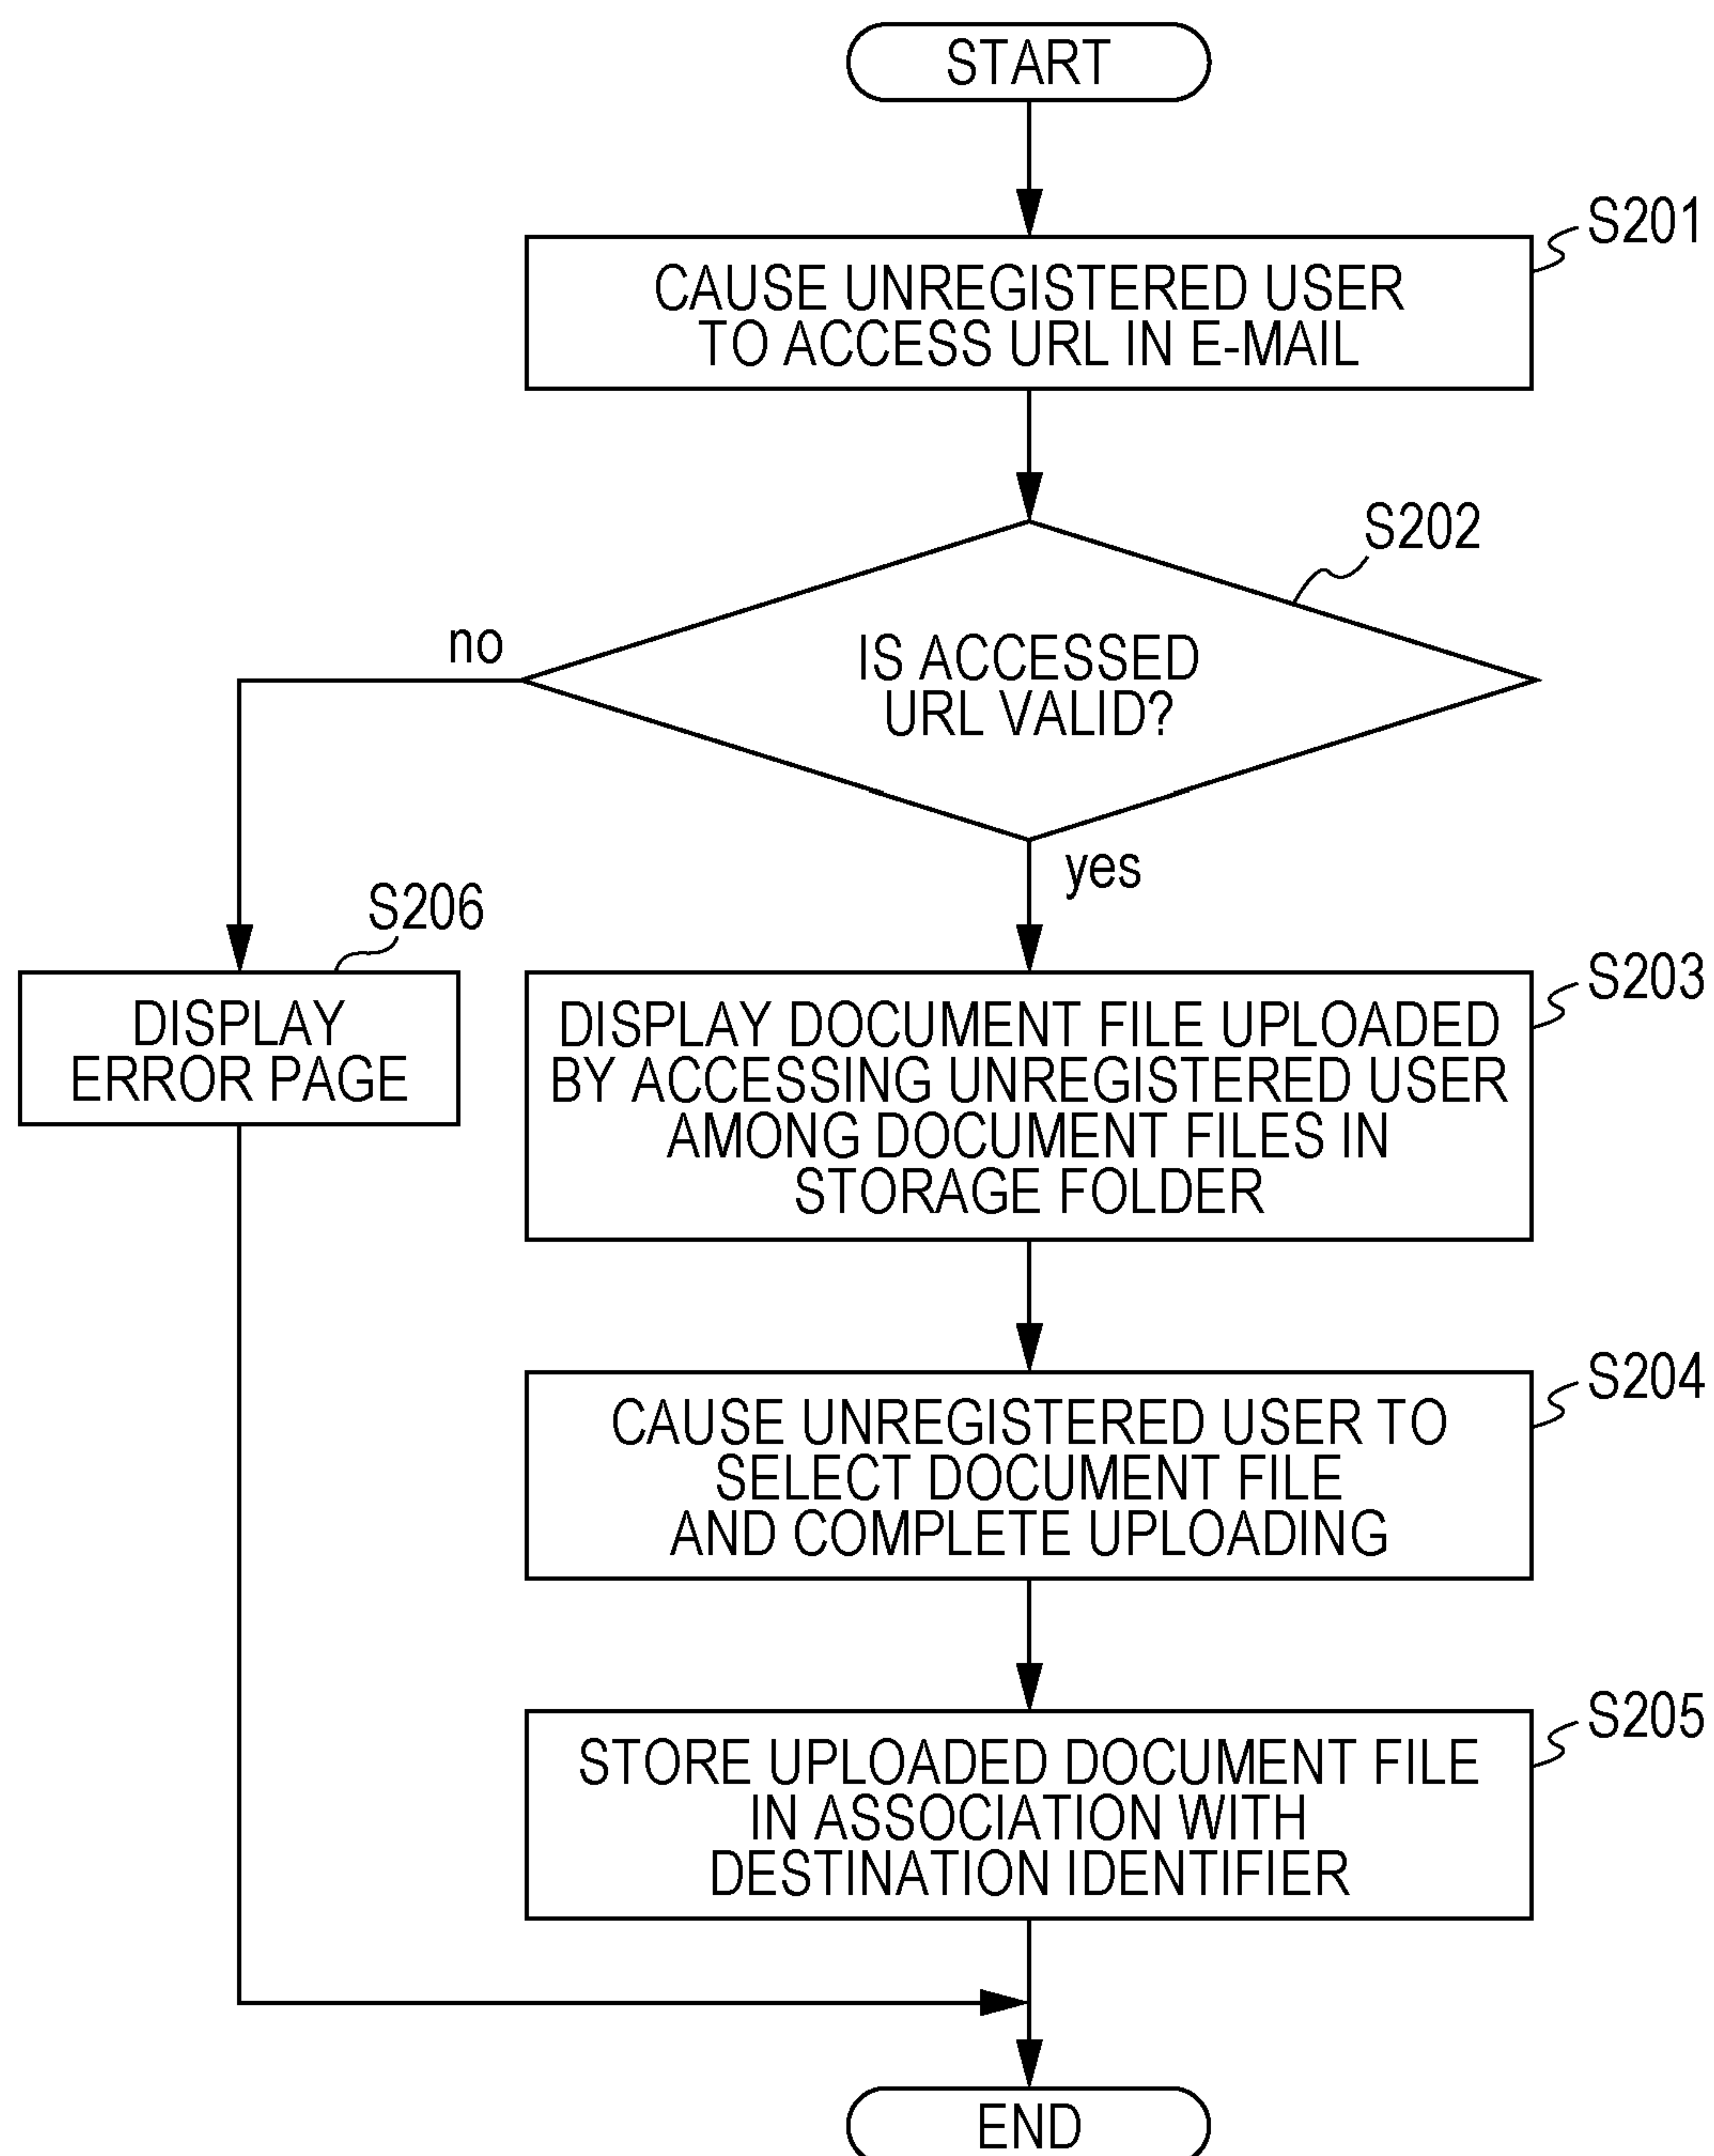 START
S201
CAUSE UNREGISTERED USER
TO ACCESS URL IN E-MAIL
S202
IS ACCESSED
URL VALID?
no
yes
S206
DISPLAY
ERROR PAGE
S203
DISPLAY DOCUMENT FILE UPLOADED
BY ACCESSING UNREGISTERED USER
AMONG DOCUMENT FILES IN
STORAGE FOLDER
S204
CAUSE UNREGISTERED USER TO
SELECT DOCUMENT FILE
AND COMPLETE UPLOADING
S205
STORE UPLOADED DOCUMENT FILE
IN ASSOCIATION WITH
DESTINATION IDENTIFIER
END